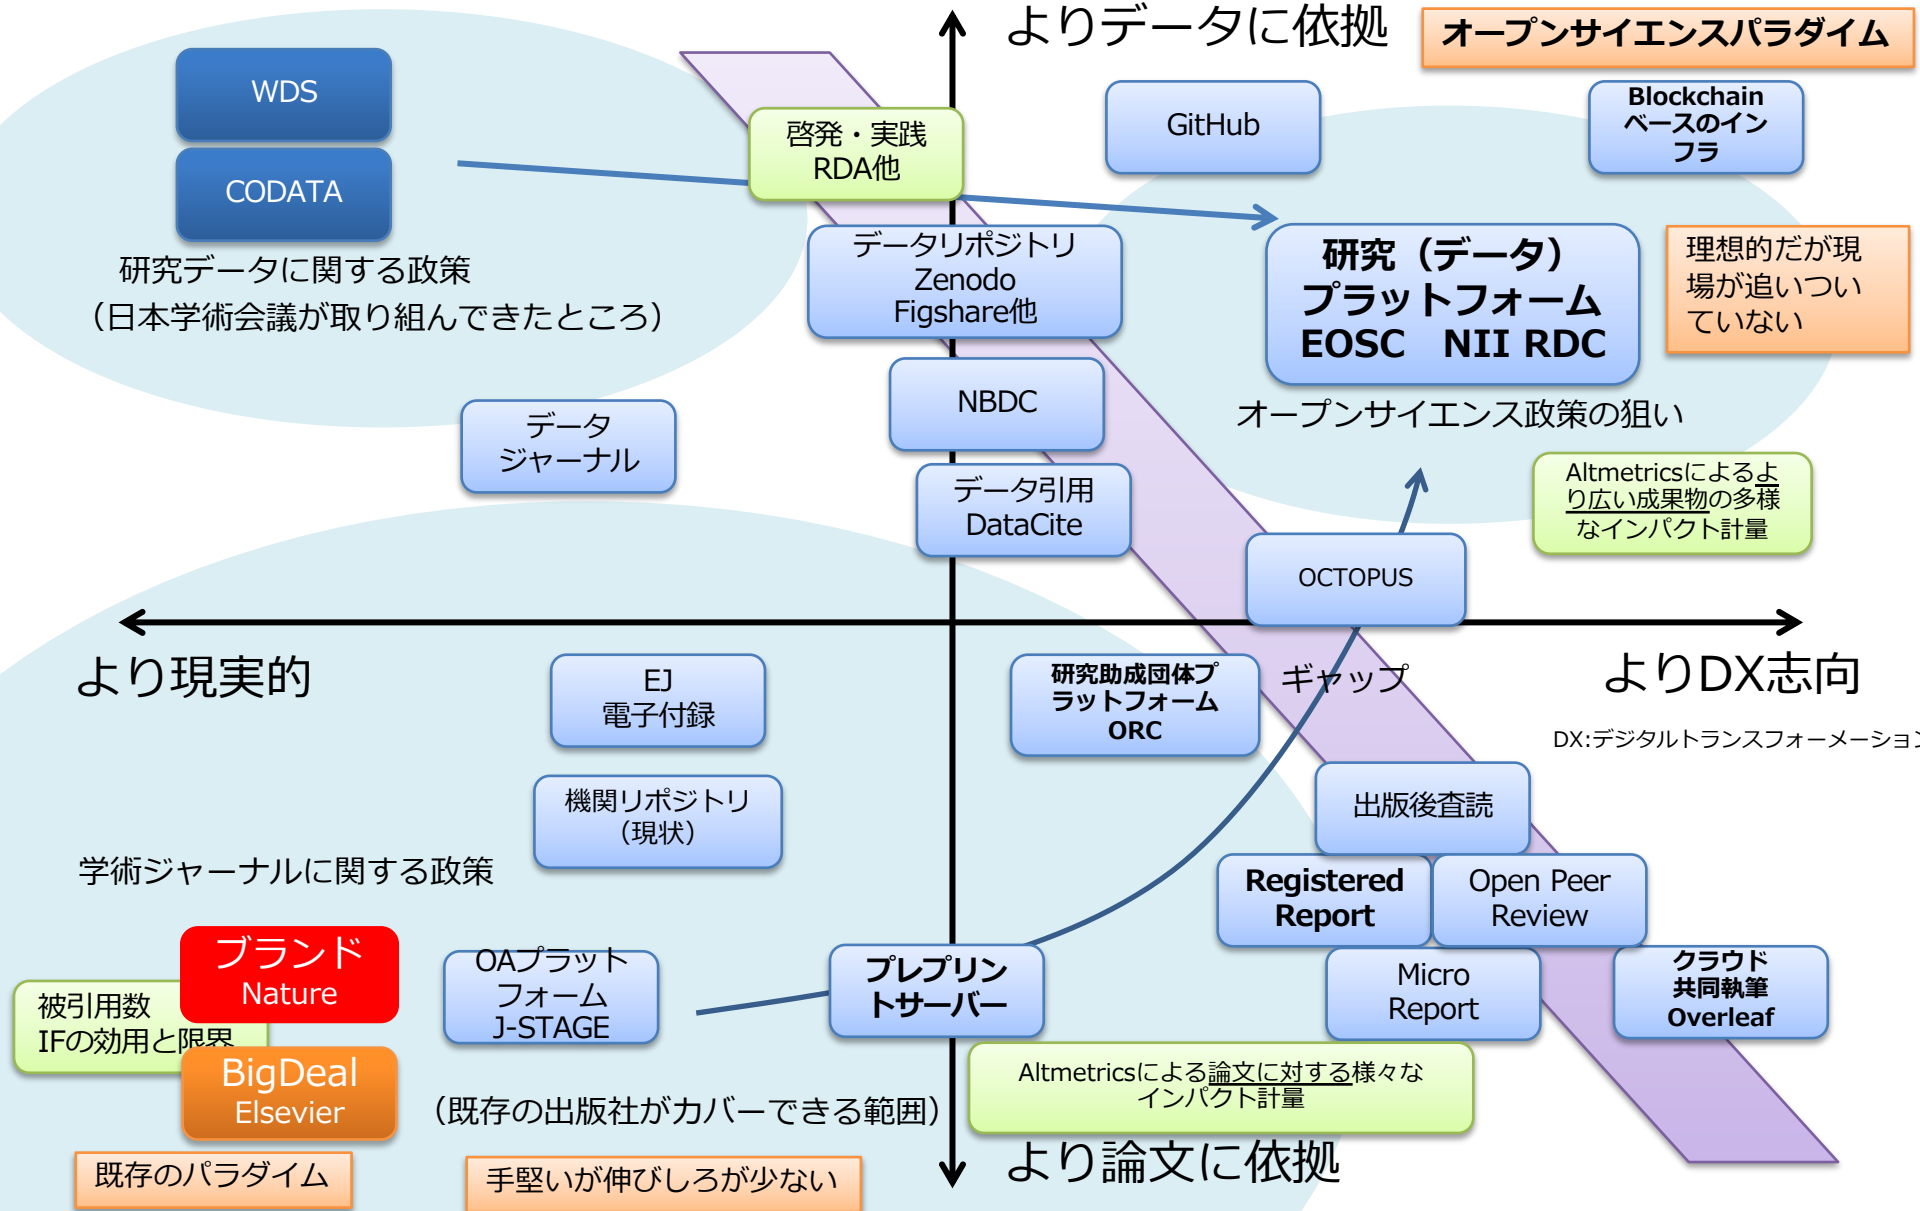 よりデータに依拠
オープンサイエンスパラダイム
WDS
CODATA
研究データに関する政策
（日本学術会議が取り組んできたところ）
啓発・実践
RDA他
GitHub
Blockchain
ベースのイン
フラ
データリポジトリ
Zenodo
Figshare他
研究（データ）
プラットフォーム
EOSC　NII RDC
理想的だが現
場が追いつい
ていない
オープンサイエンス政策の狙い
NBDC
データ
ジャーナル
データ引用
DataCite
Altmetricsによるよ
り広い成果物の多様
なインパクト計量
OCTOPUS
より現実的
よりDX志向
DX:デジタルトランスフォーメーション
EJ
電子付録
研究助成団体プ
ラットフォーム
ORC
ギャップ
機関リポジトリ
（現状）
出版後査読
学術ジャーナルに関する政策
Registered
Report
Open Peer
Review
ブランド
Nature
被引用数
IFの効用と限界
OAプラット
フォーム
J-STAGE
プレプリン
トサーバー
Micro
Report
クラウド
共同執筆
Overleaf
BigDeal
Elsevier
（既存の出版社がカバーできる範囲）
Altmetricsによる論文に対する様々な
インパクト計量
より論文に依拠
既存のパラダイム
手堅いが伸びしろが少ない